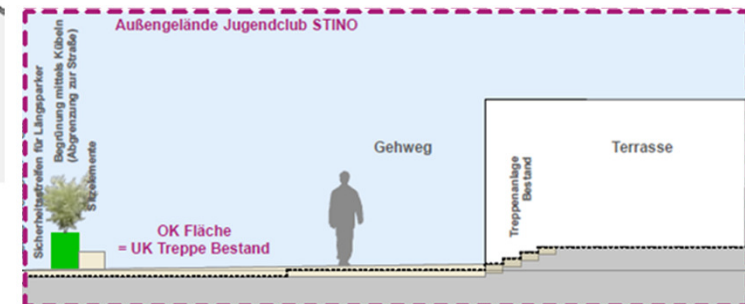 Außengelände Jugendclub STINO
Sicherheitsstreifen für Längsparker
Begrünung mittels Kübeln
(Abgrenzung zur Straße)
Sitzelemente
Gehweg
Treppenanlage
Bestand
Terrasse
OK Fläche
= UK Treppe Bestand